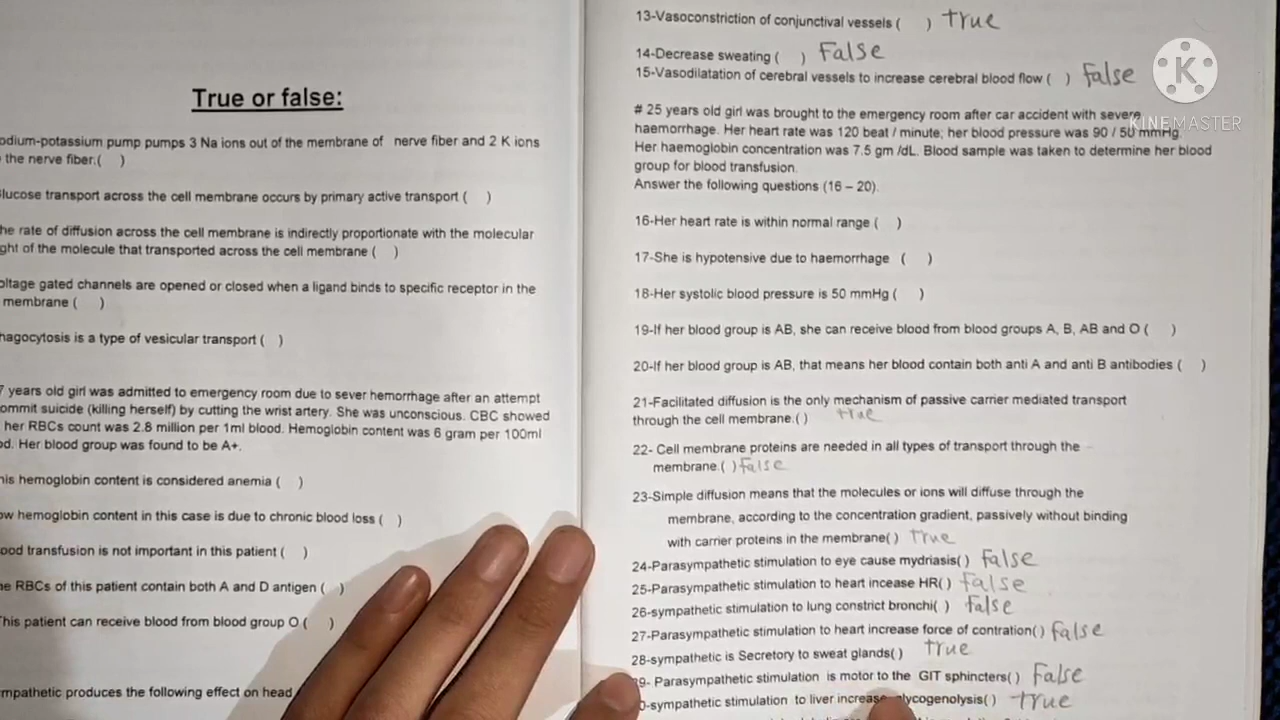 True or false:
odium-potassium pump pumps 3 Na ions out of the membrane of nerve fiber and 2 K ions
the nerve fiber.( )
lucose transport across the cell membrane occurs by primary active transport ( )
he rate of diffusion across the cell membrane is indirectly proportionate with the molecular
ght of the molecule that transported across the cell membrane ( )
oltage gated channels are opened or closed when a ligand binds to specific receptor in the
membrane ( )
hagocytosis is a type of vesicular transport ( )
7 years old girl was admitted to emergency room due to sever hemorrhage after an attempt
ommit suicide (killing herself) by cutting the wrist artery. She was unconscious. CBC showed
her RBCs count was 2.8 million per 1ml blood. Hemoglobin content was 6 gram per 100ml
od. Her blood group was found to be A+.
his hemoglobin content is considered anemia ( )
ow hemoglobin content in this case is due to chronic blood loss ( )
ood transfusion is not important in this patient ( )
he RBCs of this patient contain both A and D antigen ( )
This patient can receive blood from blood group O ( )
mpathetic produces the following effect on head
13-Vasoconstriction of conjunctival vessels ( ) true
14-Decrease sweating ( ) False
15-Vasodilatation of cerebral vessels to increase cerebral blood flow ( ) false
# 25 years old girl was brought to the emergency room after car accident with severe
haemorrhage. Her heart rate was 120 beat / minute; her blood pressure was 90 / 50 mmHg.
Her haemoglobin concentration was 7.5 gm /dL. Blood sample was taken to determine her blood
group for blood transfusion.
Answer the following questions (16 – 20).
16-Her heart rate is within normal range ( )
17-She is hypotensive due to haemorrhage ( )
18-Her systolic blood pressure is 50 mmHg ( )
19-If her blood group is AB, she can receive blood from blood groups A, B, AB and O ( )
20-If her blood group is AB, that means her blood contain both anti A and anti B antibodies ( )
21-Facilitated diffusion is the only mechanism of passive carrier mediated transport
through the cell membrane.() true
22- Cell membrane proteins are needed in all types of transport through the
membrane.( ) false
23-Simple diffusion means that the molecules or ions will diffuse through the
membrane, according to the concentration gradient, passively without binding
with carrier proteins in the membrane() true
24-Parasympathetic stimulation to eye cause mydriasis() false
25-Parasympathetic stimulation to heart incease HR() false
26-sympathetic stimulation to lung constrict bronchi( ) false
27-Parasympathetic stimulation to heart increase force of contration() false
28-sympathetic is Secretory to sweat glands() true
9- Parasympathetic stimulation is motor to the GIT sphincters() False
0-sympathetic stimulation to liver increase glycogenolysis() true
K
KINEMASTER